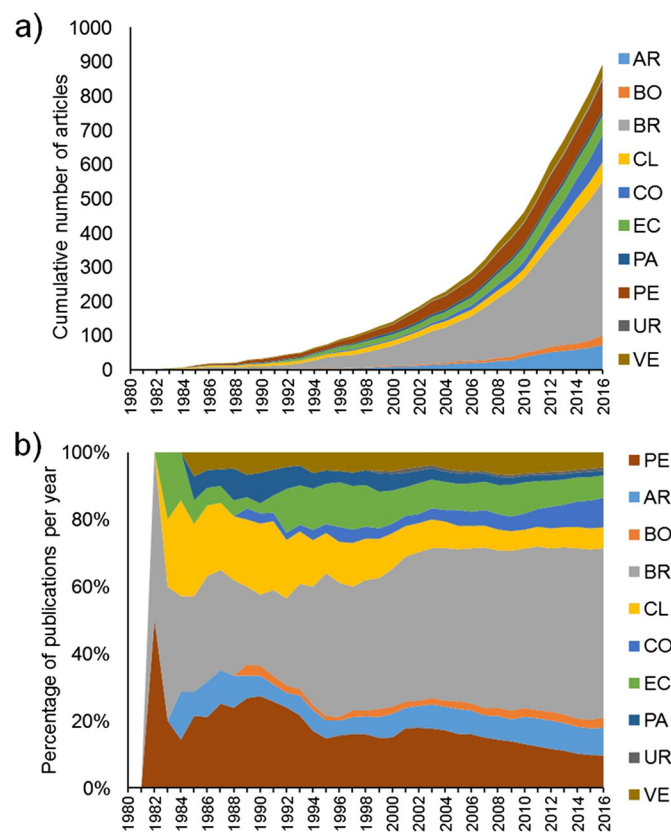 a)
Cumulative number of articles
1000
900
800
700
600
500
400
300
200
100
0
1980
1982
1984
1986
1988
1990
1992
1994
1996
1998
2000
2002
2004
2006
2008
2010
2012
2014
2016
AR
BO
BR
CL
CO
EC
PA
PE
UR
VE
b)
Percentage of publications per year
100%
80%
60%
40%
20%
0%
1980
1982
1984
1986
1988
1990
1992
1994
1996
1998
2000
2002
2004
2006
2008
2010
2012
2014
2016
PE
AR
BO
BR
CL
CO
EC
PA
UR
VE